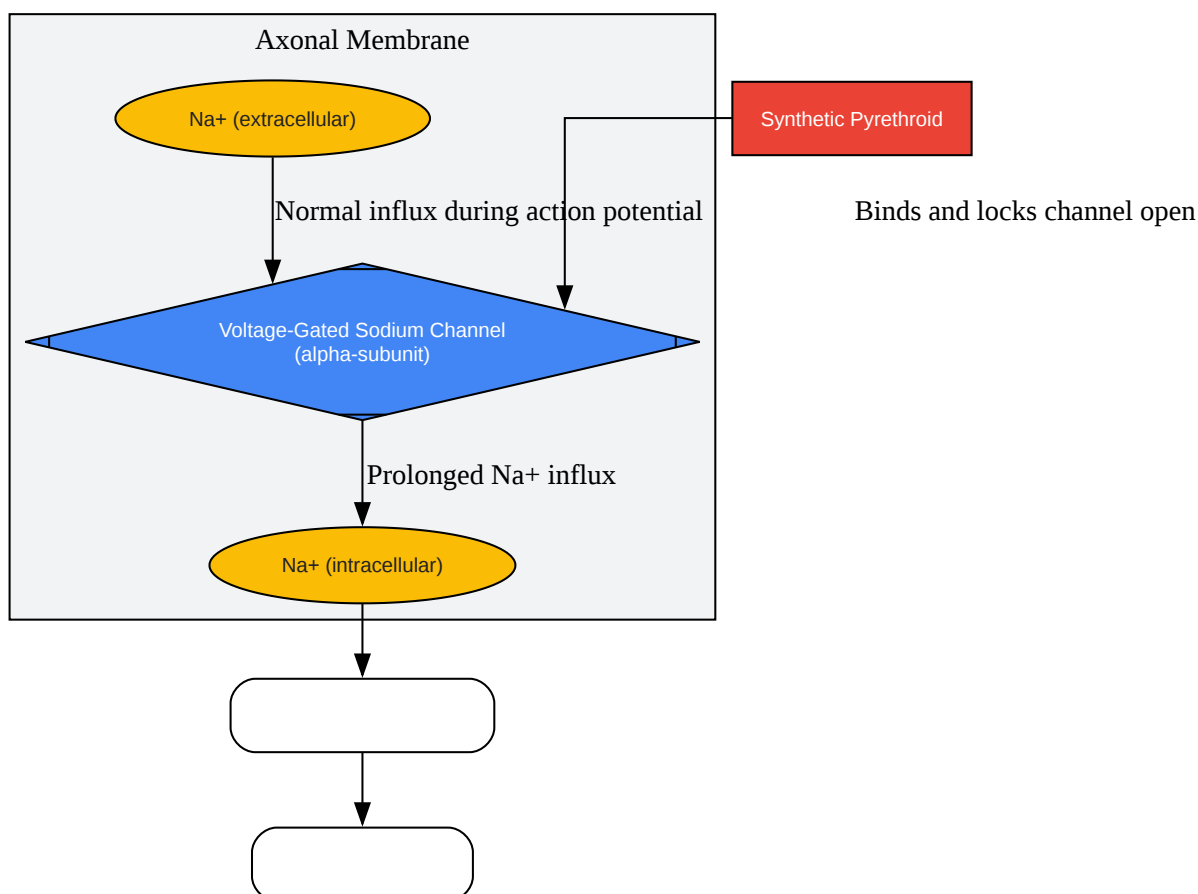 Axonal Membrane
Na+ (extracellular)
Synthetic Pyrethroid
Normal influx during action potential
Binds and locks channel open
Voltage-Gated Sodium Channel
(alpha-subunit)
Prolonged Na+ influx
Na+ (intracellular)